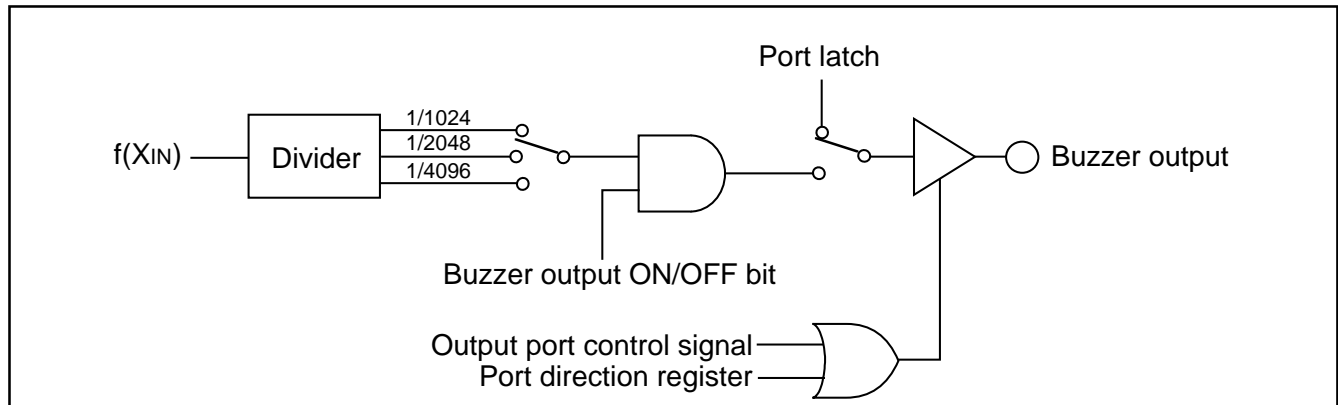 Port latch
1/1024
f(XIN)
Divider
1/2048
1/4096
Buzzer output
Buzzer output ON/OFF bit
Output port control signal
Port direction register